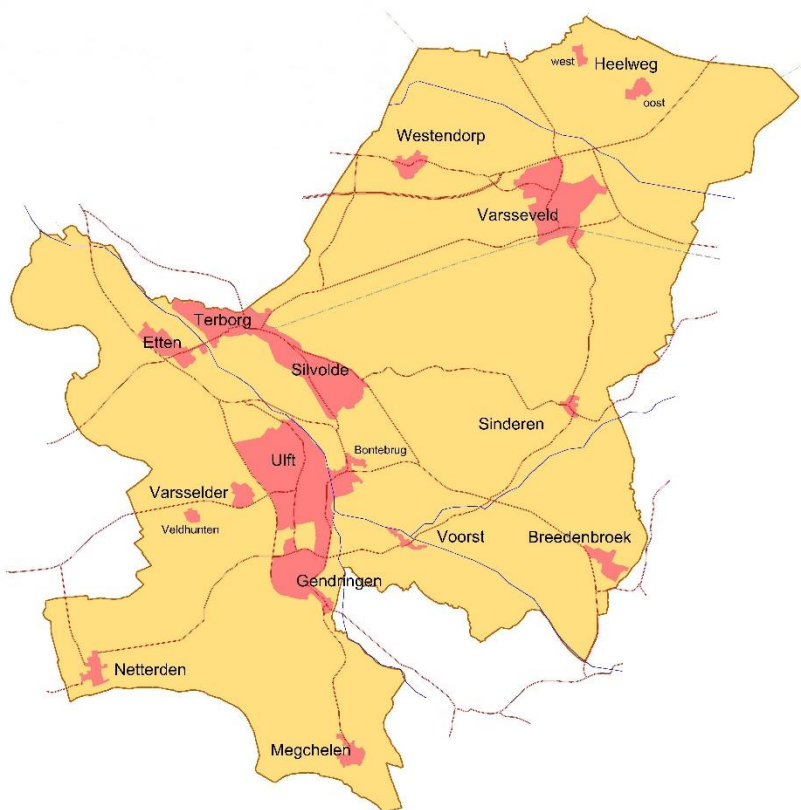 west
Heelweg
oost
Westendorp
Varsseveld
Terborg
Etten
Silvolde
Sinderen
Bontebrug
Ulft
Varsselder
Veldhunten
Voorst
Breedenbroek
Gendringen
Netterden
Megchelen